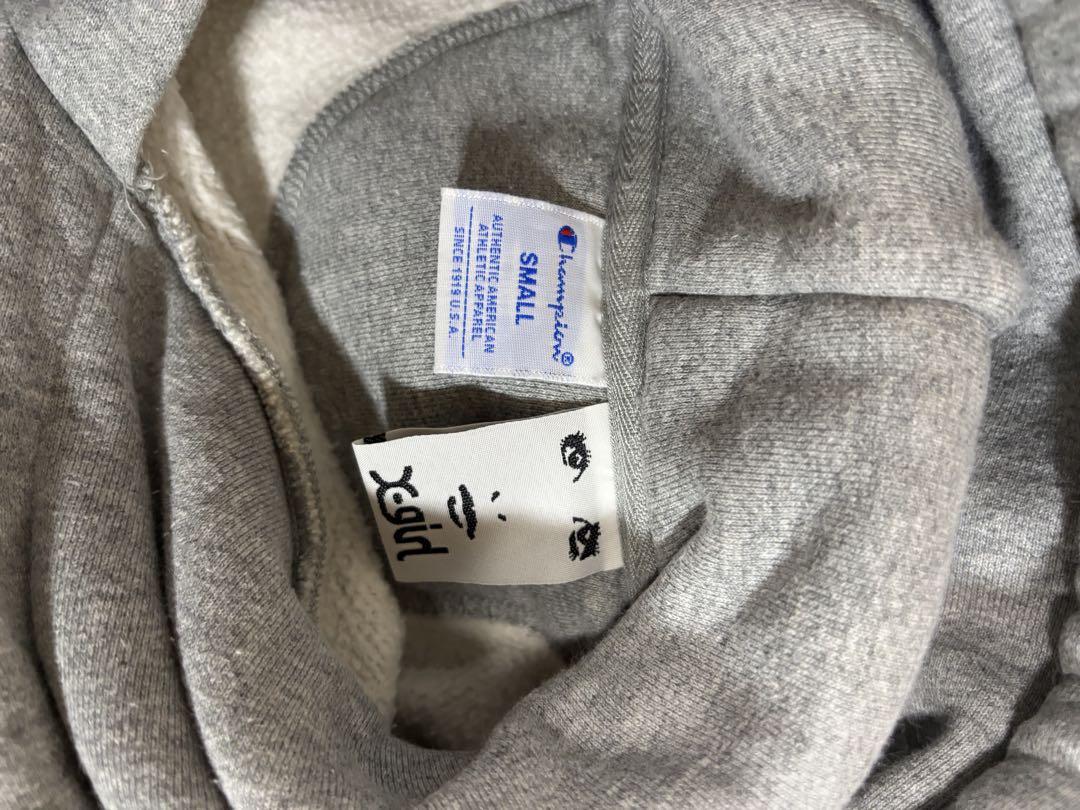 Champion®
SMALL
AUTHENTIC AMERICAN
ATHLETIC APPAREL
SINCE 1919 U.S.A.
X-girl